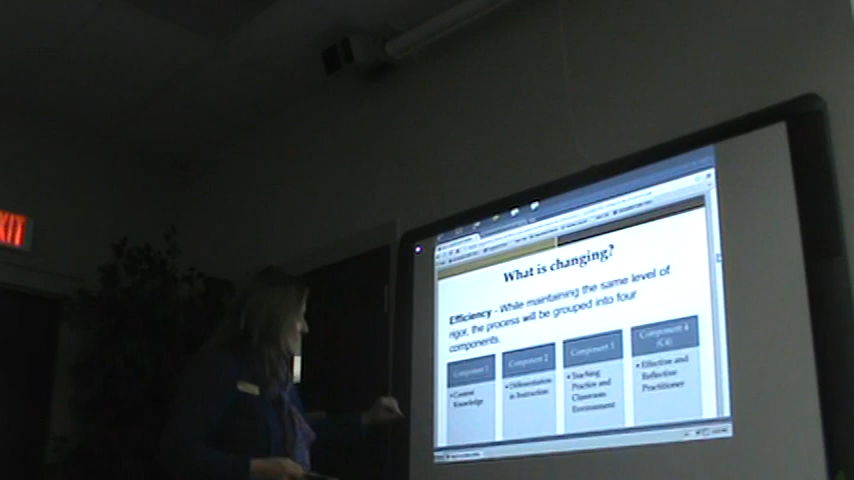 EXIT
What is changing?
Efficiency - While maintaining the same level of
rigor, the process will be grouped into four
components.
Component 1
• Content
Knowledge
Component 2
• Differentiation
in Instruction
Component 3
• Teaching
Practice and
Classroom
Environment
Component 4
(C4)
• Effective and
Reflective
Practitioner